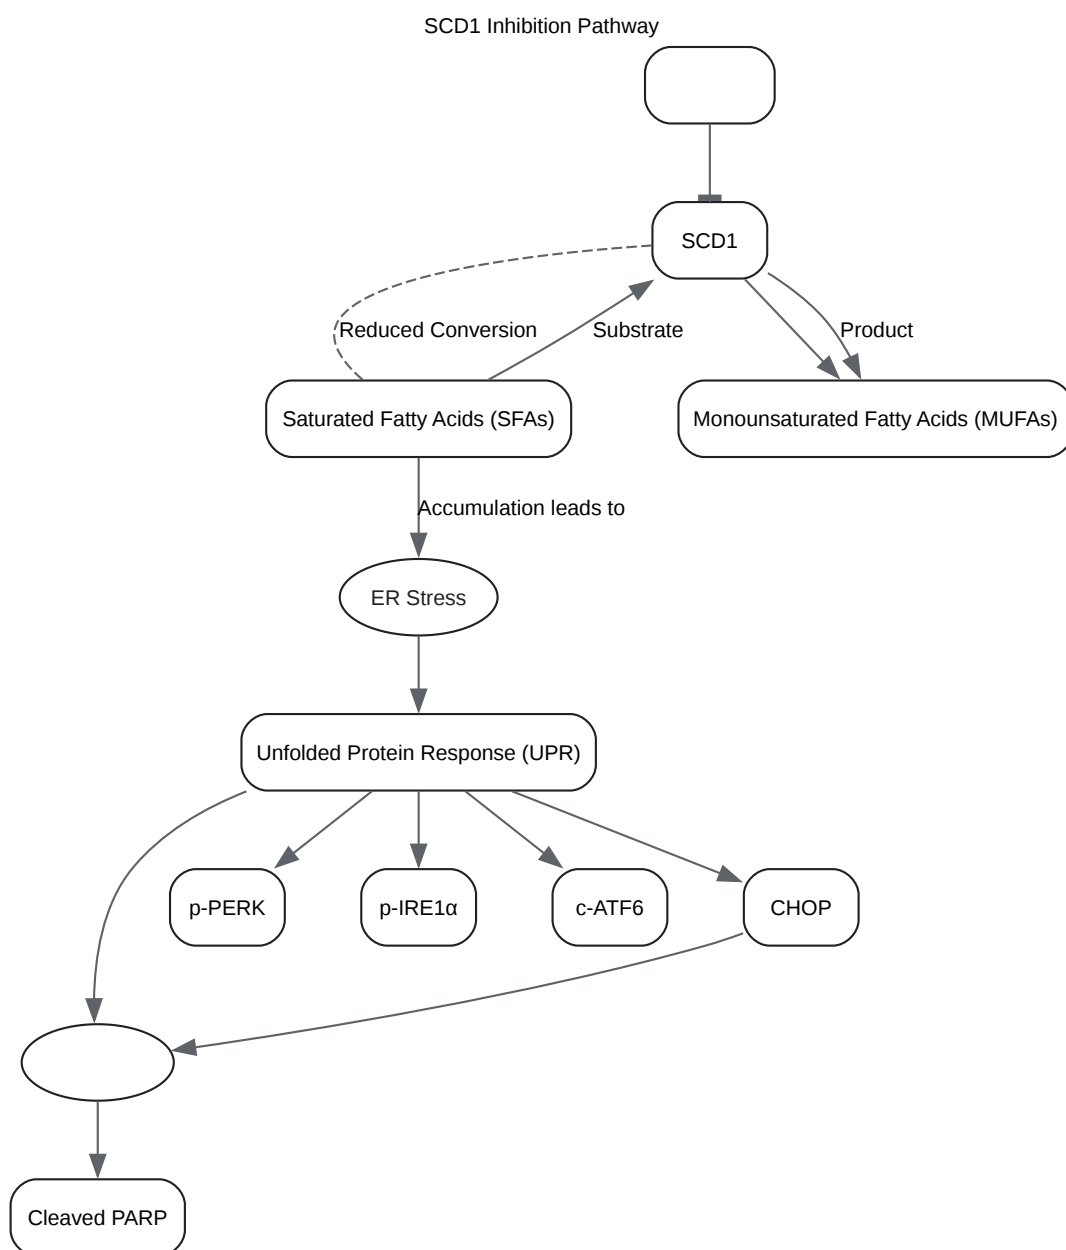 SCD1 Inhibition Pathway
SCD1
Reduced Conversion
Substrate
Product
Saturated Fatty Acids (SFAs)
Monounsaturated Fatty Acids (MUFAs)
Accumulation leads to
ER Stress
Unfolded Protein Response (UPR)
p-PERK
p-IRE1α
c-ATF6
CHOP
Cleaved PARP